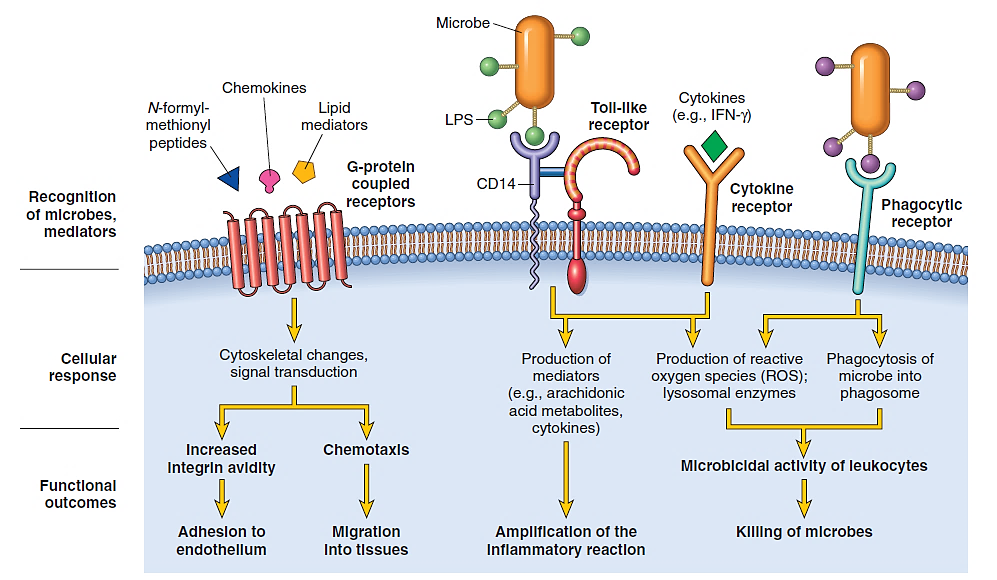 Microbe
Chemokines
N-formyl-
methionyl
peptides
Lipid
mediators
G-protein
coupled
receptors
LPS
CD14
Toll-like
receptor
Cytokines
(e.g., IFN-γ)
Cytokine
receptor
Phagocytic
receptor
Recognition
of microbes,
mediators
Cellular
response
Cytoskeletal changes,
signal transduction
Production of
mediators
(e.g., arachidonic
acid metabolites,
cytokines)
Production of reactive
oxygen species (ROS);
lysosomal enzymes
Phagocytosis of
microbe into
phagosome
Functional
outcomes
Increased
integrin avidity
Chemotaxis
Microbicidal activity of leukocytes
Adhesion to
endothelium
Migration
into tissues
Amplification of the
inflammatory reaction
Killing of microbes